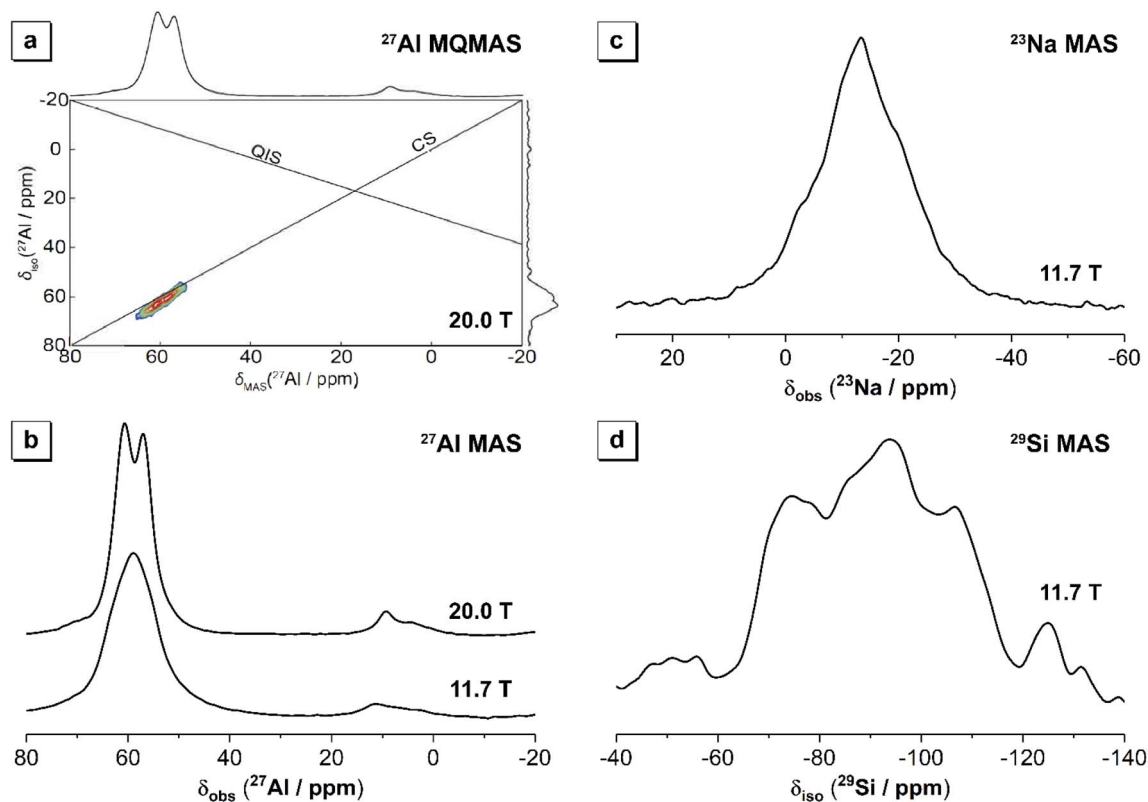 a
²⁷Al MQMAS
-20
0
20
40
60
80
δiso(²⁷Al / ppm)
QIS
CS
20.0 T
80 60 40 20 0 -20
δMAS(²⁷Al / ppm)
c
²³Na MAS
11.7 T
20 0 -20 -40 -60
δobs (²³Na / ppm)
b
²⁷Al MAS
20.0 T
11.7 T
80 60 40 20 0 -20
δobs (²⁷Al / ppm)
d
²⁹Si MAS
11.7 T
-40 -60 -80 -100 -120 -140
δiso (²⁹Si / ppm)